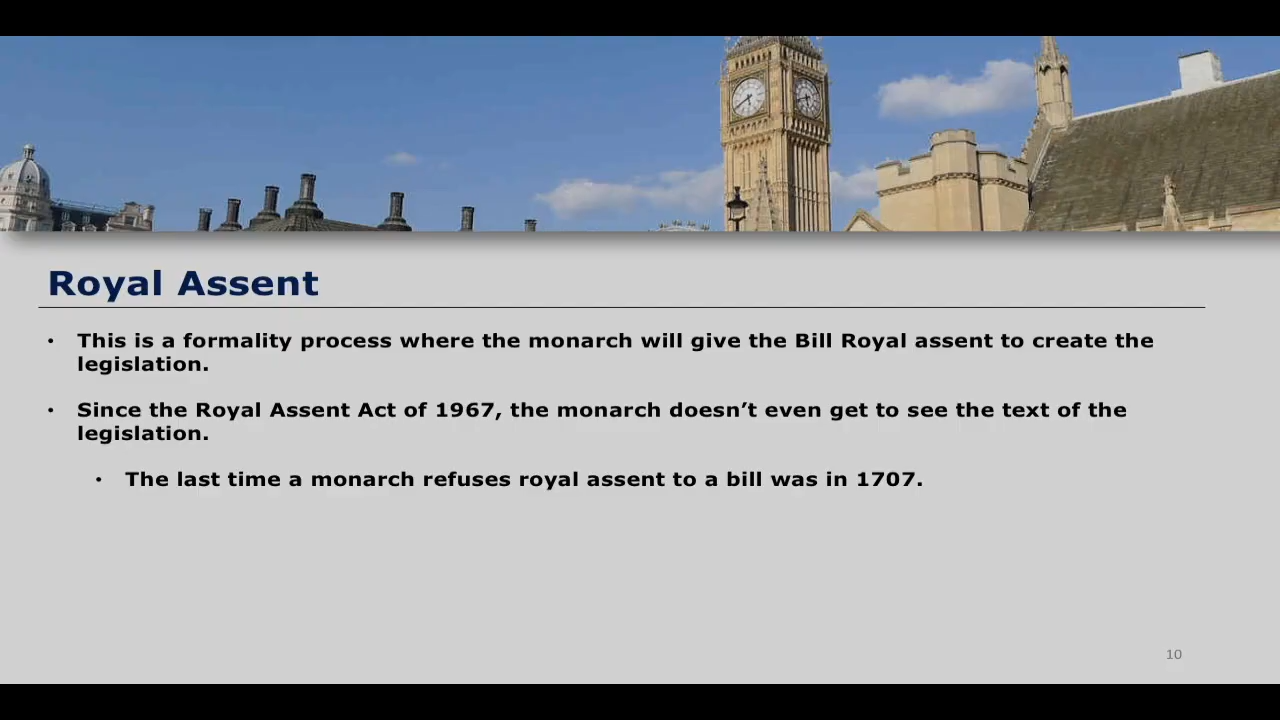 Royal Assent
• This is a formality process where the monarch will give the Bill Royal assent to create the
legislation.
• Since the Royal Assent Act of 1967, the monarch doesn’t even get to see the text of the
legislation.
• The last time a monarch refuses royal assent to a bill was in 1707.
10